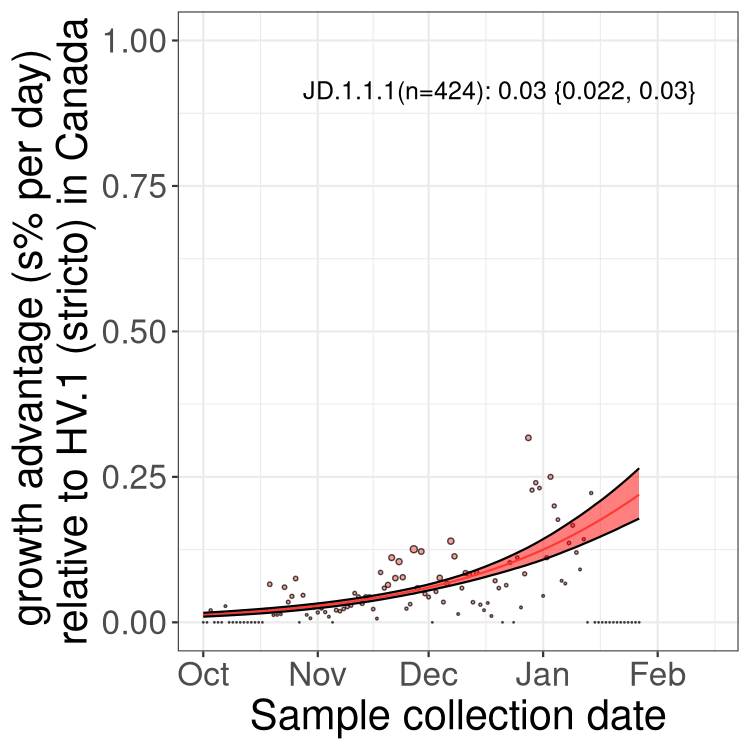 growth advantage (s% per day)
relative to HV.1 (stricto) in Canada
1.00
0.75
0.50
0.25
0.00
JD.1.1.1(n=424): 0.03 {0.022, 0.03}
Oct Nov Dec Jan Feb
Sample collection date